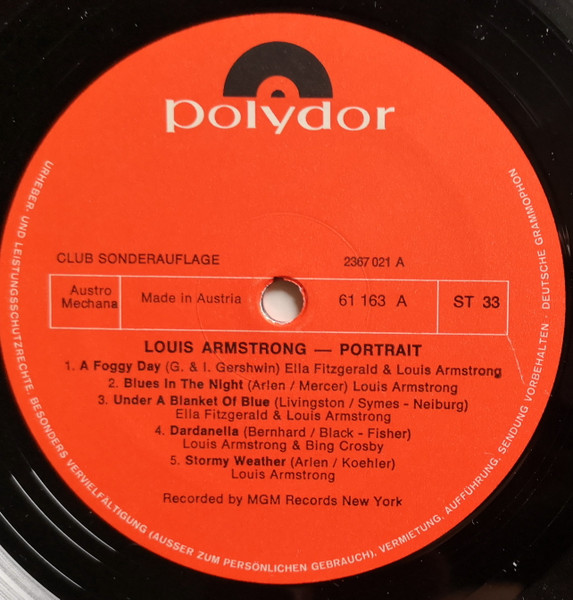 polydor
CLUB SONDERAUFLAGE
2367 021 A
Austro Mechana
Made in Austria
61 163 A
ST 33
LOUIS ARMSTRONG — PORTRAIT
1. A Foggy Day (G. & I. Gershwin) Ella Fitzgerald & Louis Armstrong
2. Blues In The Night (Arlen / Mercer) Louis Armstrong
3. Under A Blanket Of Blue (Livingston / Symes - Neiburg)
Ella Fitzgerald & Louis Armstrong
4. Dardanella (Bernhard / Black - Fisher)
Louis Armstrong & Bing Crosby
5. Stormy Weather (Arlen / Koehler)
Louis Armstrong
Recorded by MGM Records New York
URHEBER- UND LEISTUNGSSCHUTZRECHTE, BESONDERS VERVIELFÄLTIGUNG (AUSSER ZUM PERSÖNLICHEN GEBRAUCH), VERMIETUNG, AUFFÜHRUNG, SENDUNG VORBEHALTEN. DEUTSCHE GRAMMOPHON